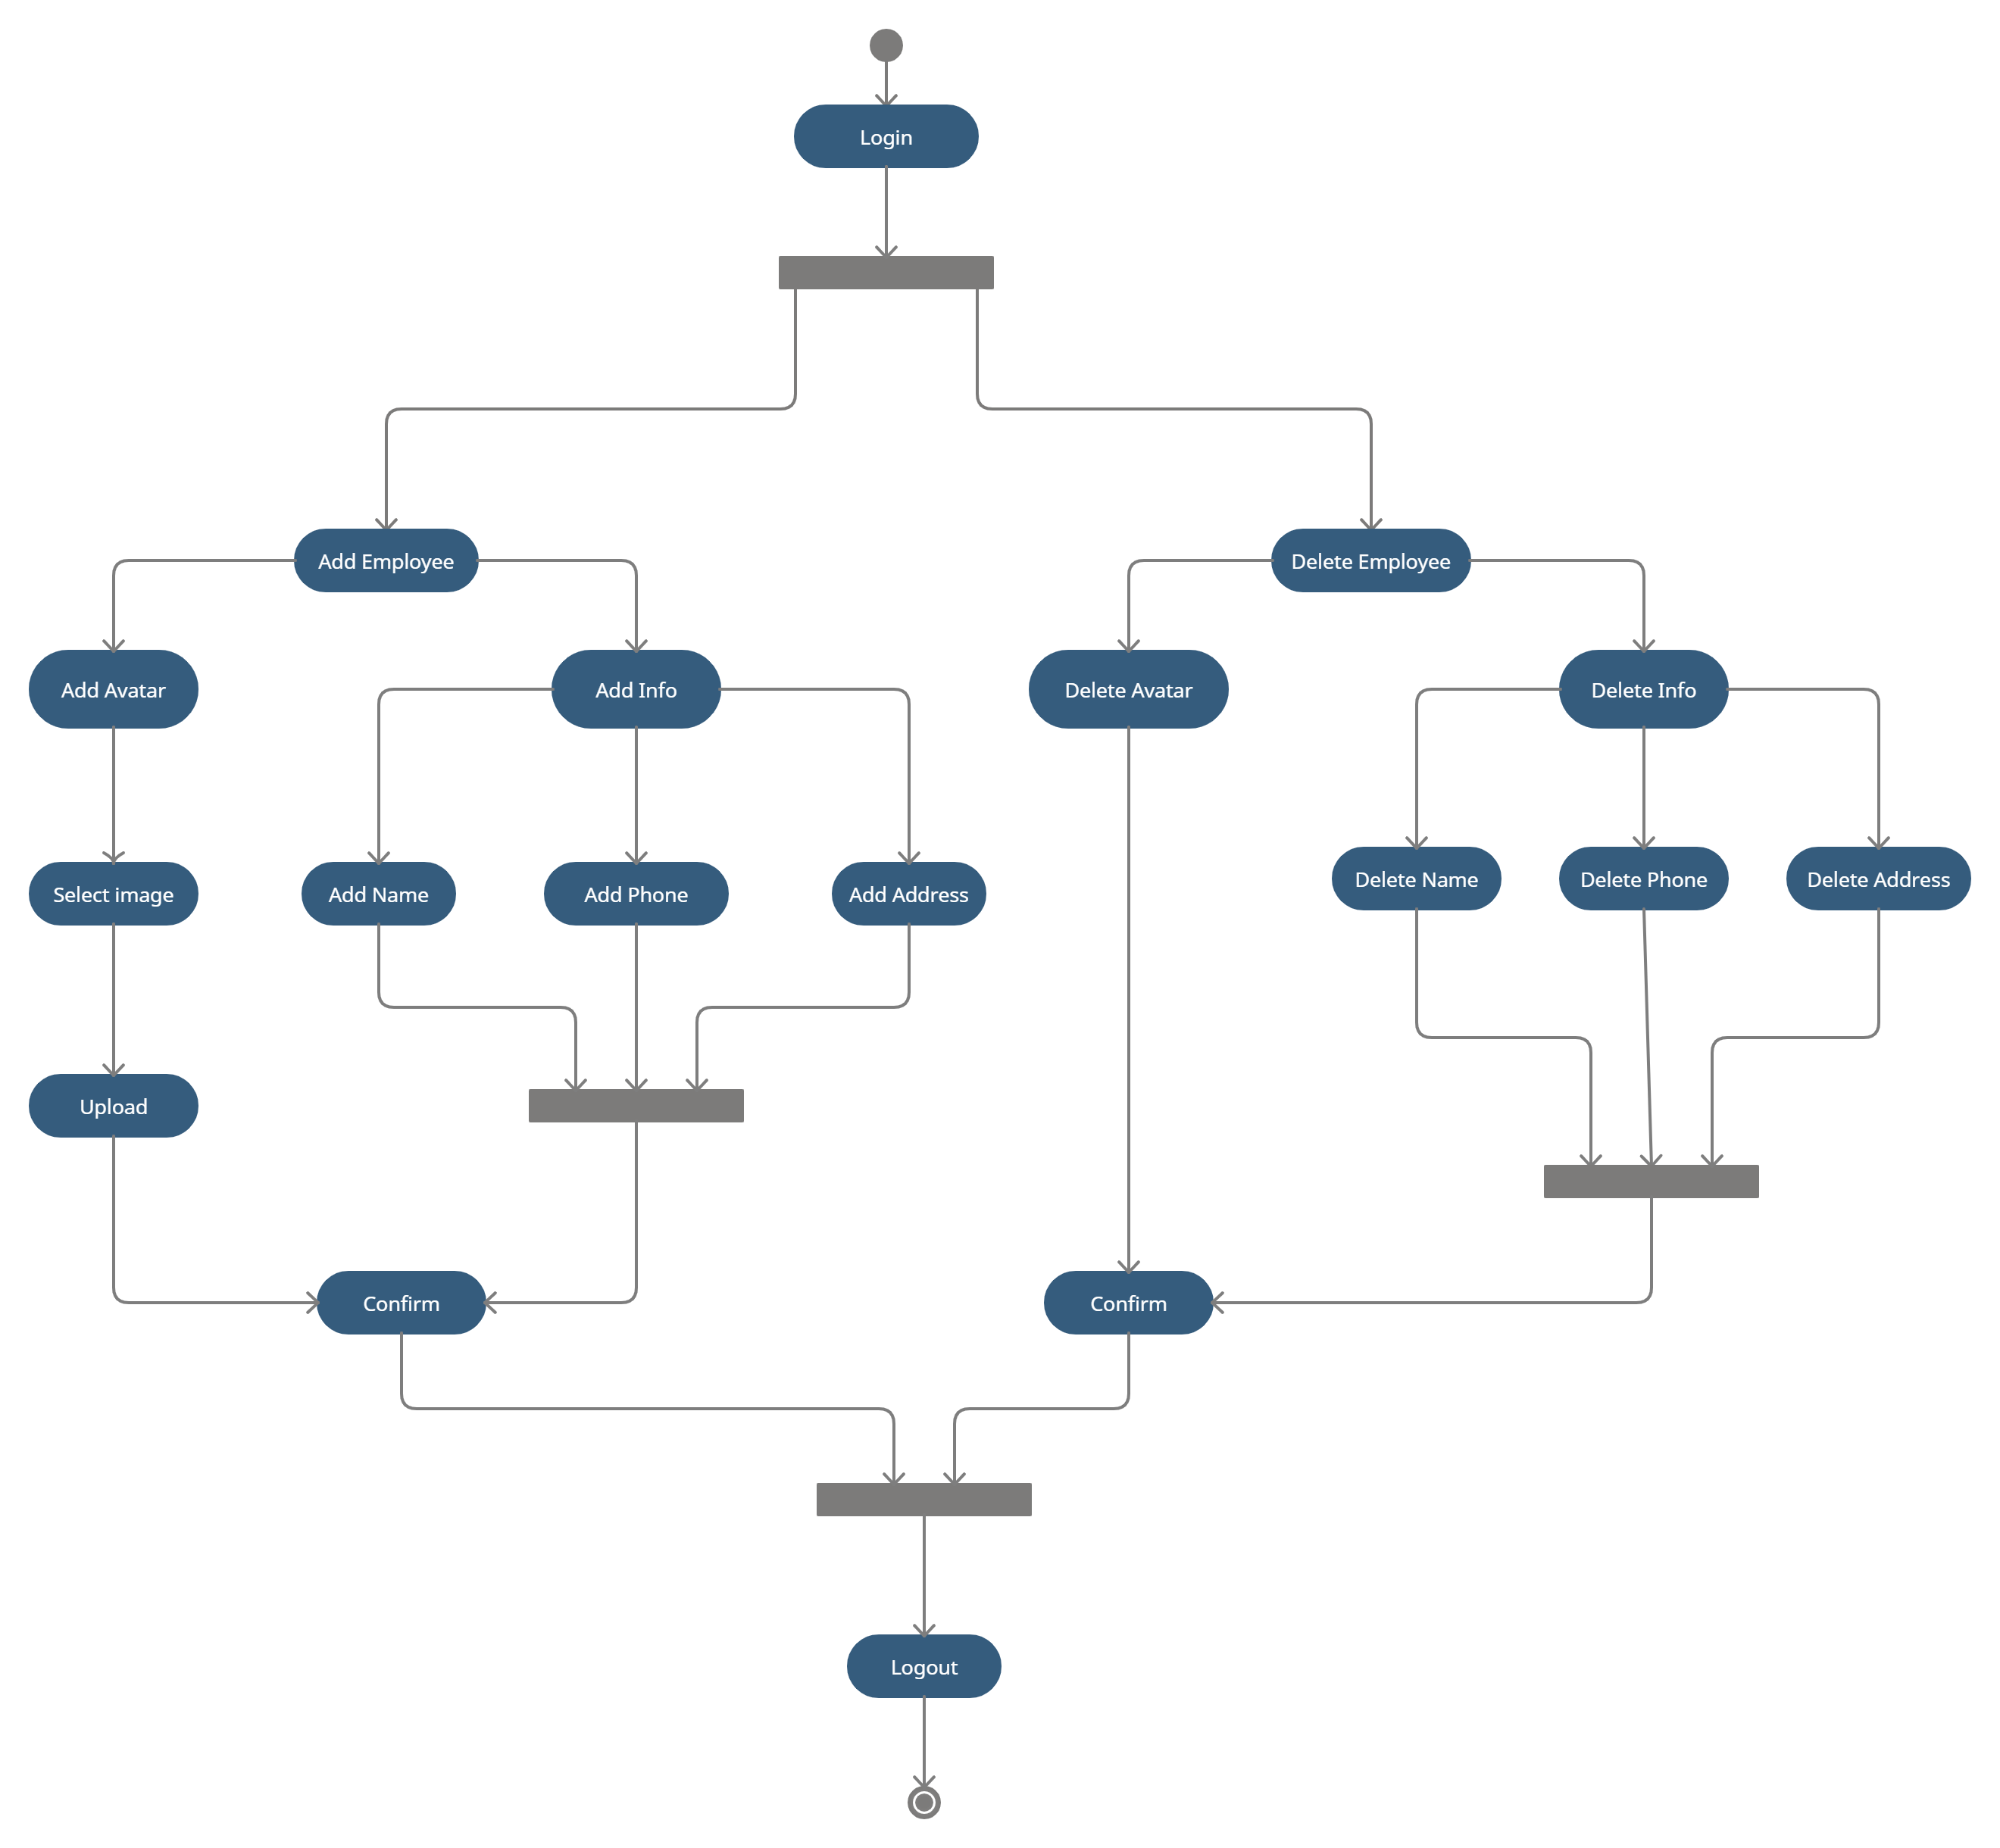 Login
Add Employee
Delete Employee
Add Avatar
Add Info
Delete Avatar
Delete Info
Select image
Add Name
Add Phone
Add Address
Delete Name
Delete Phone
Delete Address
Upload
Confirm
Confirm
Logout